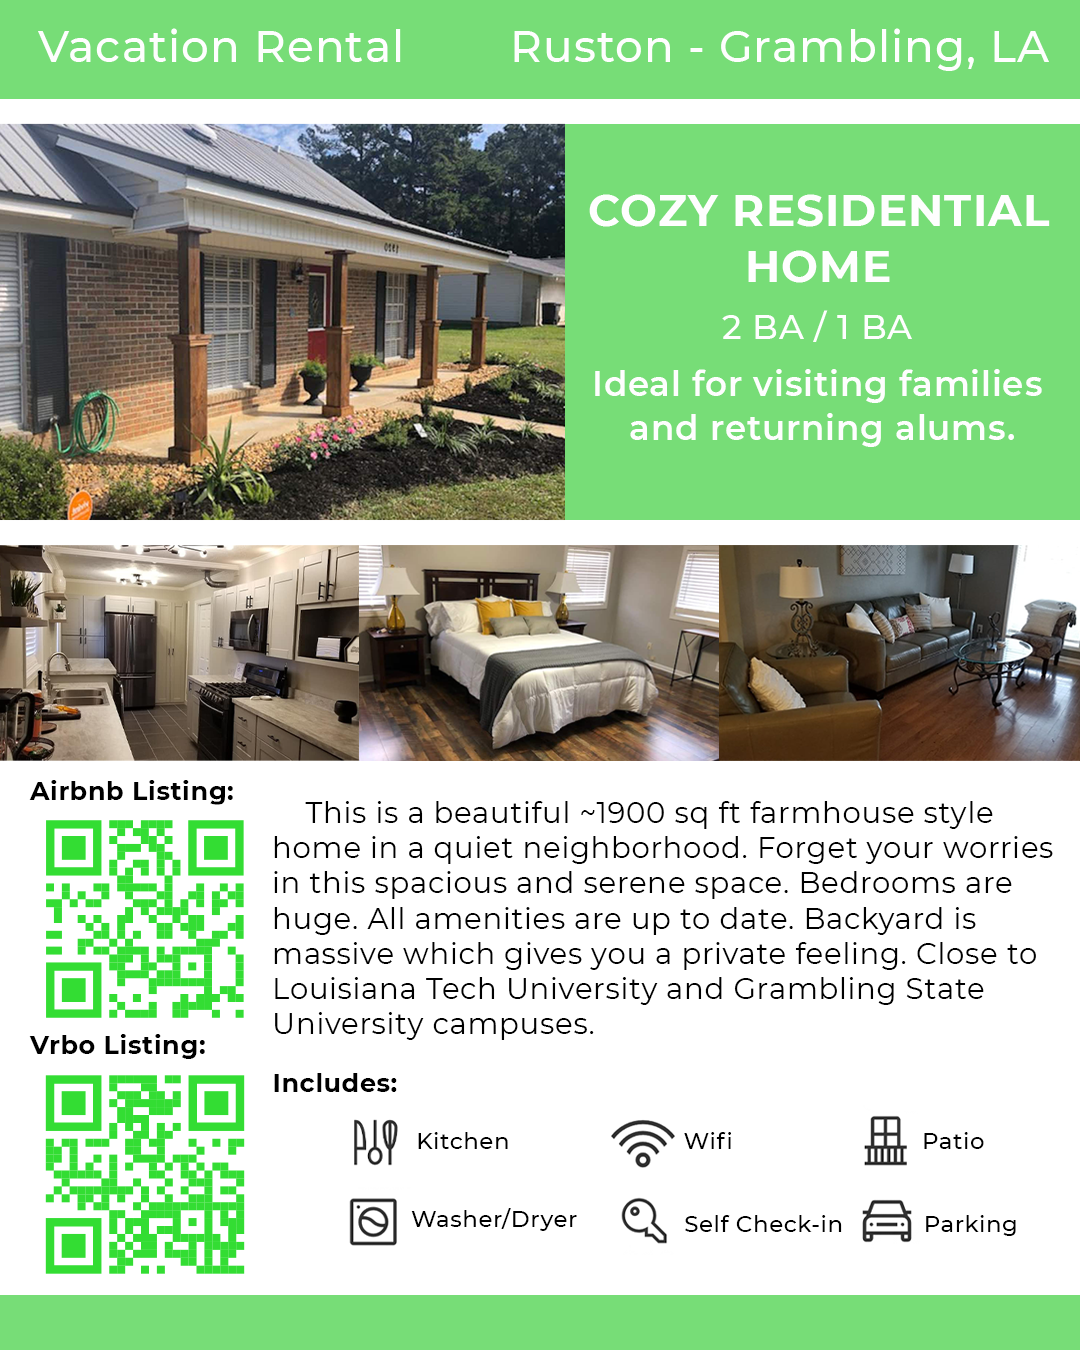 Vacation Rental
Ruston - Grambling, LA
COZY RESIDENTIAL
HOME
2 BA / 1 BA
Ideal for visiting families
and returning alums.
Airbnb Listing:
This is a beautiful ~1900 sq ft farmhouse style
home in a quiet neighborhood. Forget your worries
in this spacious and serene space. Bedrooms are
huge. All amenities are up to date. Backyard is
massive which gives you a private feeling. Close to
Louisiana Tech University and Grambling State
University campuses.
Vrbo Listing:
Includes:
Kitchen
Wifi
Patio
Washer/Dryer
Self Check-in
Parking